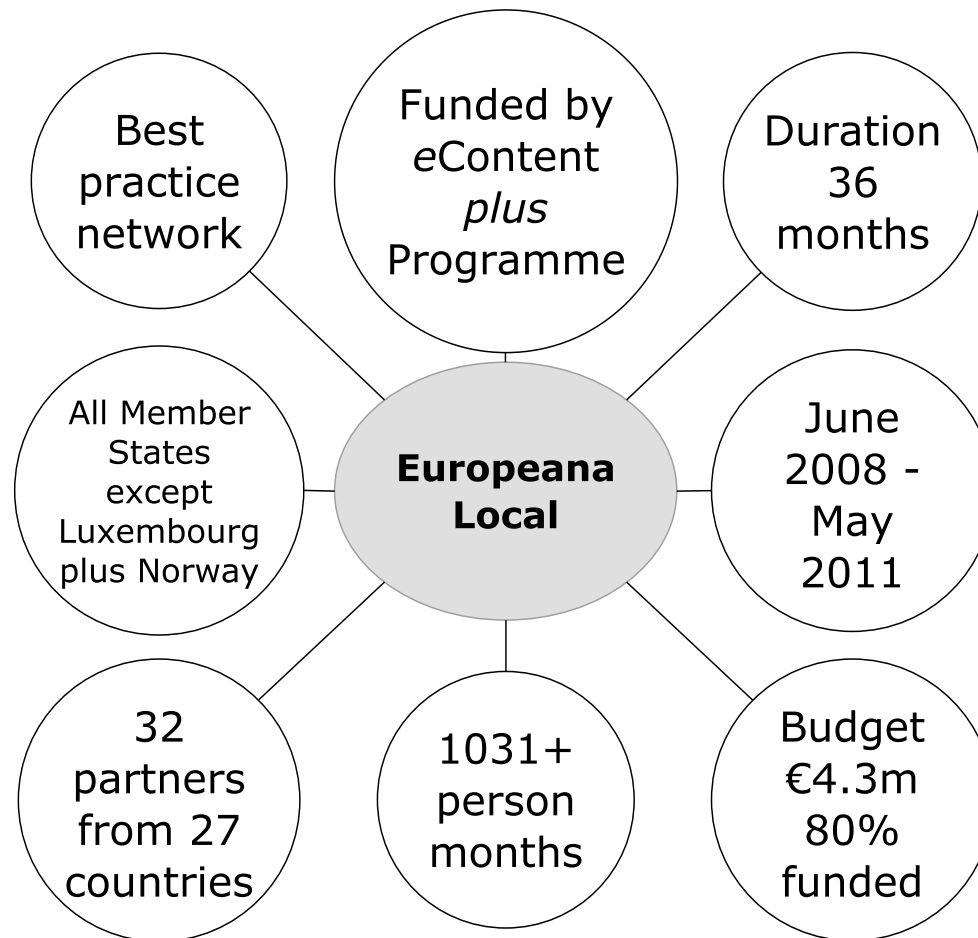 Best
practice
network
Funded by
eContent
plus
Programme
Duration
36
months
All Member
States
except
Luxembourg
plus Norway
Europeana
Local
June
2008 -
May
2011
32
partners
from 27
countries
1031+
person
months
Budget
€4.3m
80%
funded